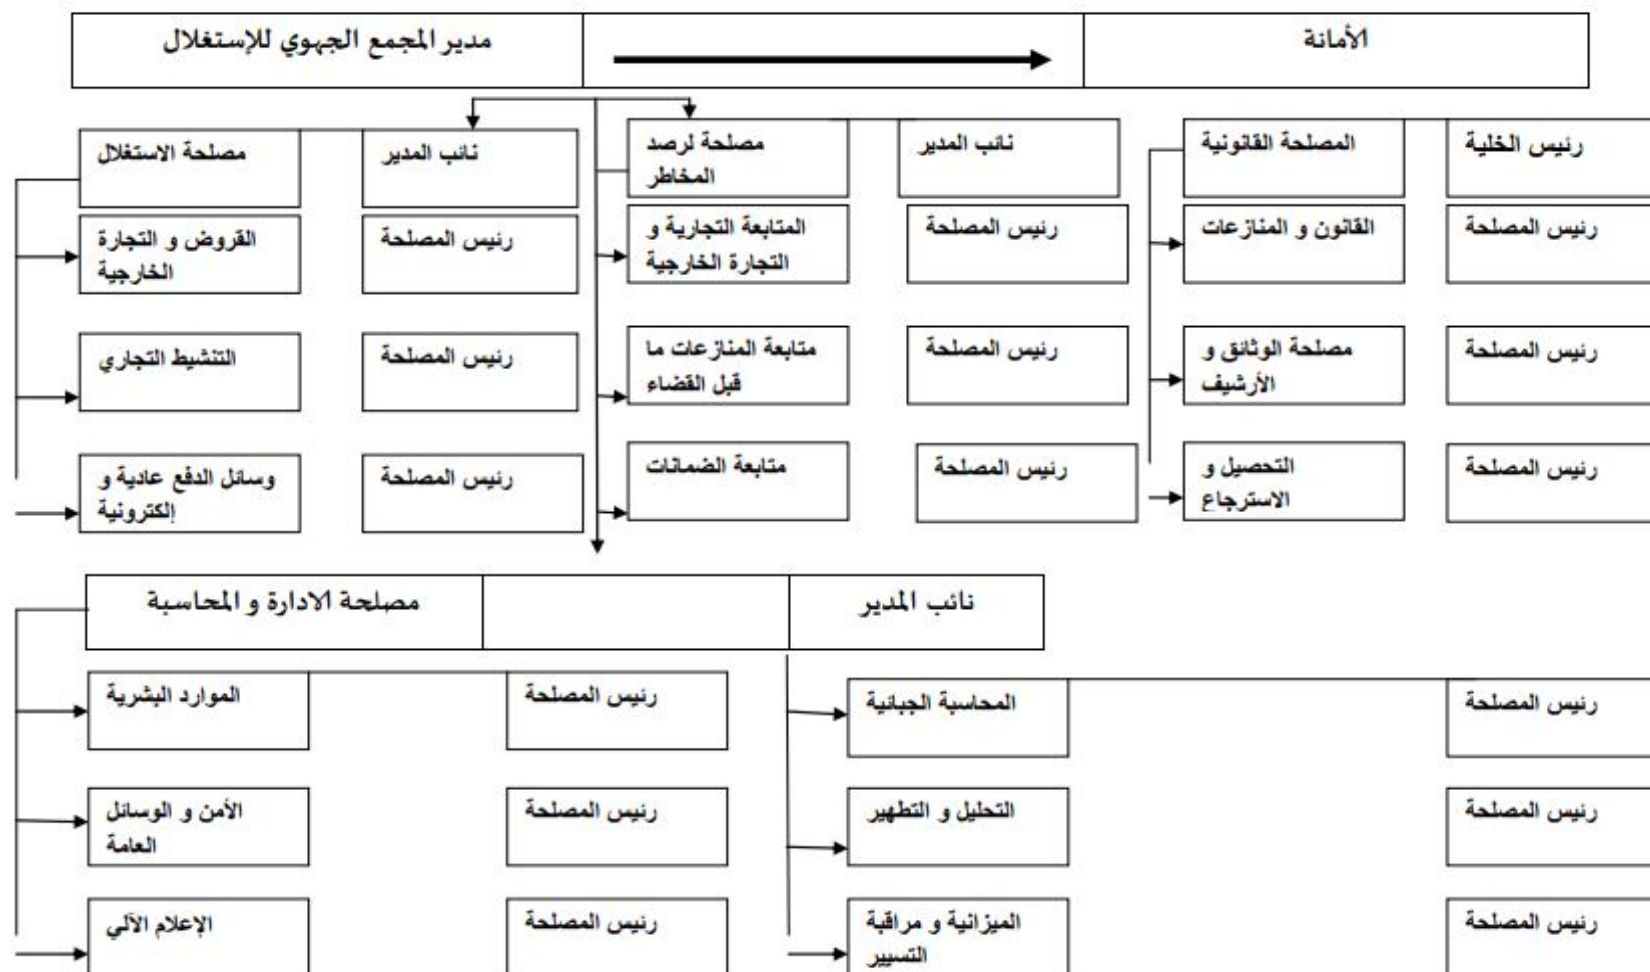 مدير المجمع الجهوي للإستغلال
الأمانة
مصلحة الاستغلال
نائب المدير
مصلحة لرصد
المخاطر
نائب المدير
المصلحة القانونية
رئيس الخلية
القروض و التجارة
الخارجية
رئيس المصلحة
المتابعة التجارية و
التجارة الخارجية
رئيس المصلحة
القانون و المنازعات
رئيس المصلحة
التنشيط التجاري
رئيس المصلحة
متابعة المنازعات ما
قبل القضاء
رئيس المصلحة
مصلحة الوثائق و
الأرشيف
رئيس المصلحة
وسائل الدفع عادية و
إلكترونية
رئيس المصلحة
متابعة الضمانات
رئيس المصلحة
التحصيل و
الاسترجاع
رئيس المصلحة
مصلحة الادارة و المحاسبة
نائب المدير
الموارد البشرية
رئيس المصلحة
المحاسبة الجبائية
رئيس المصلحة
الأمن و الوسائل
العامة
رئيس المصلحة
التحليل و التطهير
رئيس المصلحة
الإعلام الآلي
رئيس المصلحة
الميزانية و مراقبة
التسيير
رئيس المصلحة